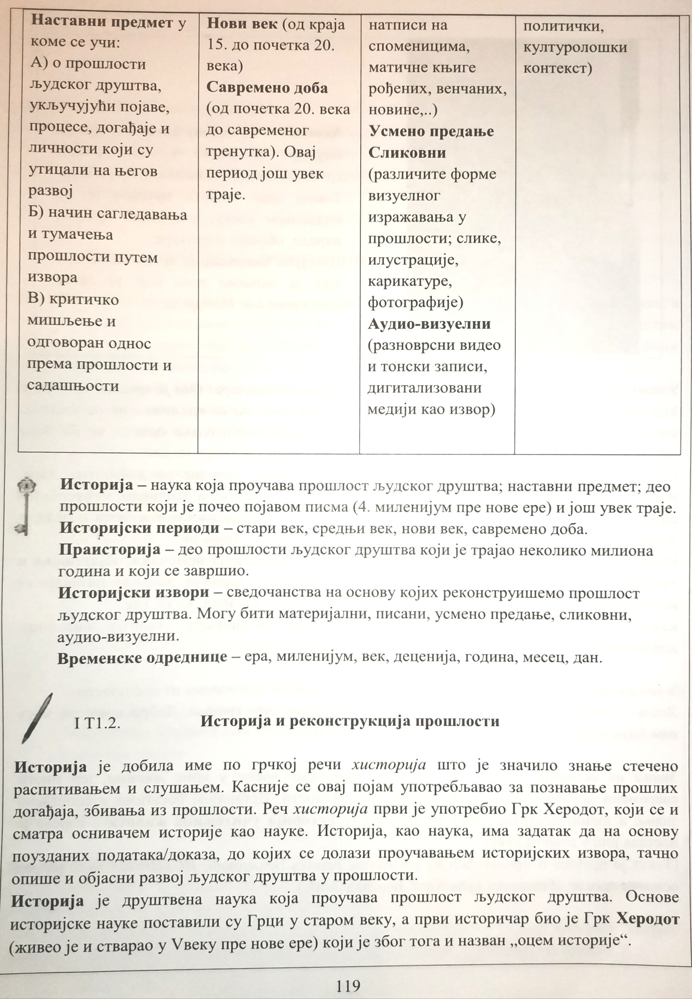 Наставни предмет у
коме се учи:
А) о прошлости
људског друштва,
укључујући појаве,
процесе, догађаје и
личности који су
утицали на његов
развој
Б) начин сагледавања
и тумачења
прошлости путем
извора
В) критичко
мишљење и
одговоран однос
према прошлости и
садашњости
Нови век (од краја
15. до почетка 20.
века)
Савремено доба
(од почетка 20. века
до савременог
тренутка). Овај
период још увек
траје.
натписи на
споменицима,
матичне књиге
рођених, венчаних,
новине,..)
Усмено предање
Сликовни
(различите форме
визуелног
изражавања у
прошлости; слике,
илустрације,
карикатуре,
фотографије)
Аудио-визуелни
(разноврсни видео
и тонски записи,
дигитализовани
медији као извор)
политички,
културолошки
контекст)
Историја – наука која проучава прошлост људског друштва; наставни предмет; део
прошлости који је почео појавом писма (4. миленијум пре нове ере) и још увек траје.
Историјски периоди – стари век, средњи век, нови век, савремено доба.
Праисторија – део прошлости људског друштва који је трајао неколико милиона
година и који се завршио.
Историјски извори – сведочанства на основу којих реконструишемо прошлост
људског друштва. Могу бити материјални, писани, усмено предање, сликовни,
аудио-визуелни.
Временске одреднице – ера, миленијум, век, деценија, година, месец, дан.
I T1.2. Историја и реконструкција прошлости
Историја је добила име по грчкој речи хисторија што је значило знање стечено
распитивањем и слушањем. Касније се овај појам употребљавао за познавање прошлих
догађаја, збивања из прошлости. Реч хисторија први је употребио Грк Херодот, који се и
сматра оснивачем историје као науке. Историја, као наука, има задатак да на основу
поузданих података/доказа, до којих се долази проучавањем историјских извора, тачно
опише и објасни развој људског друштва у прошлости.
Историја је друштвена наука која проучава прошлост људског друштва. Основе
историјске науке поставили су Грци у старом веку, а први историчар био је Грк Херодот
(живео је и стварао у Vвеку пре нове ере) који је због тога и назван „оцем историје“.
119